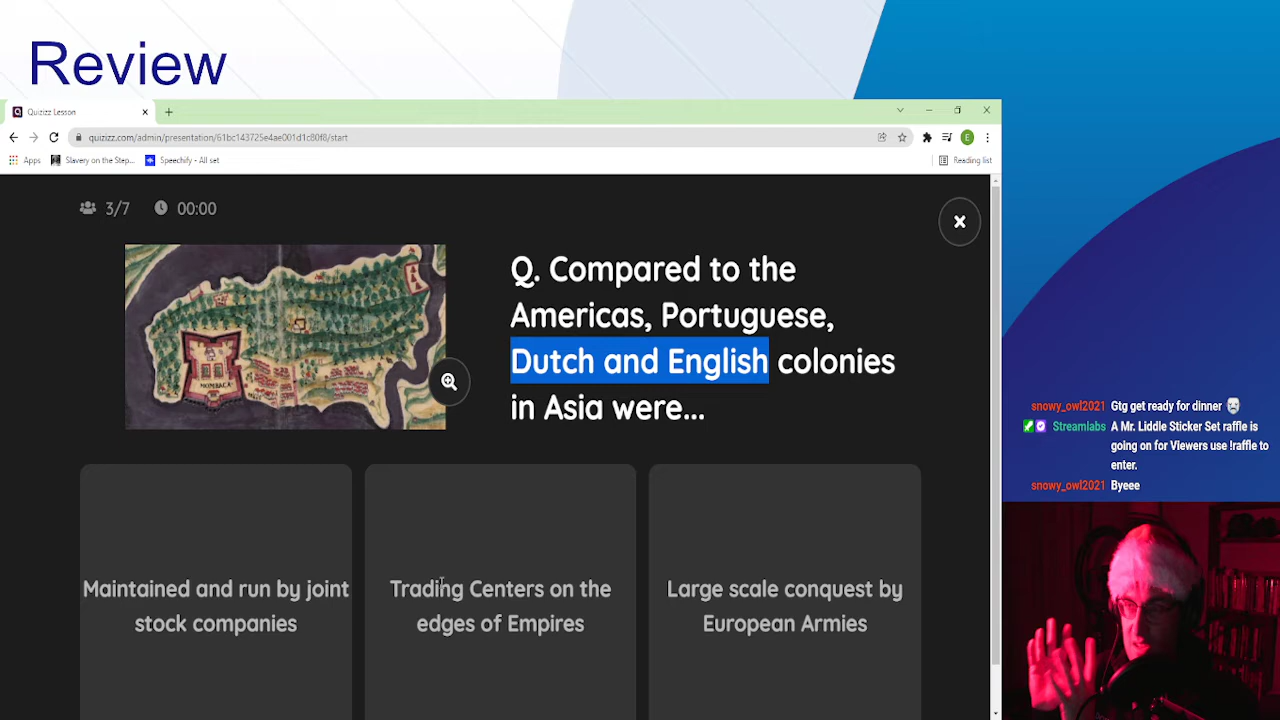 Review
Quizizz Lesson
quizizz.com/admin/presentation/61bc143725e4ae001d1c80f8/start
E
Apps
Slavery on the Step...
Speechify - All set
Reading list
3/7
00:00
MOMBACA
Q. Compared to the
Americas, Portuguese,
Dutch and English colonies
in Asia were...
Maintained and run by joint
stock companies
Trading Centers on the
edges of Empires
Large scale conquest by
European Armies
snowy_owl2021 Gtg get ready for dinner
Streamlabs A Mr. Liddle Sticker Set raffle is
going on for Viewers use !raffle to
enter.
snowy_owl2021 Byeee